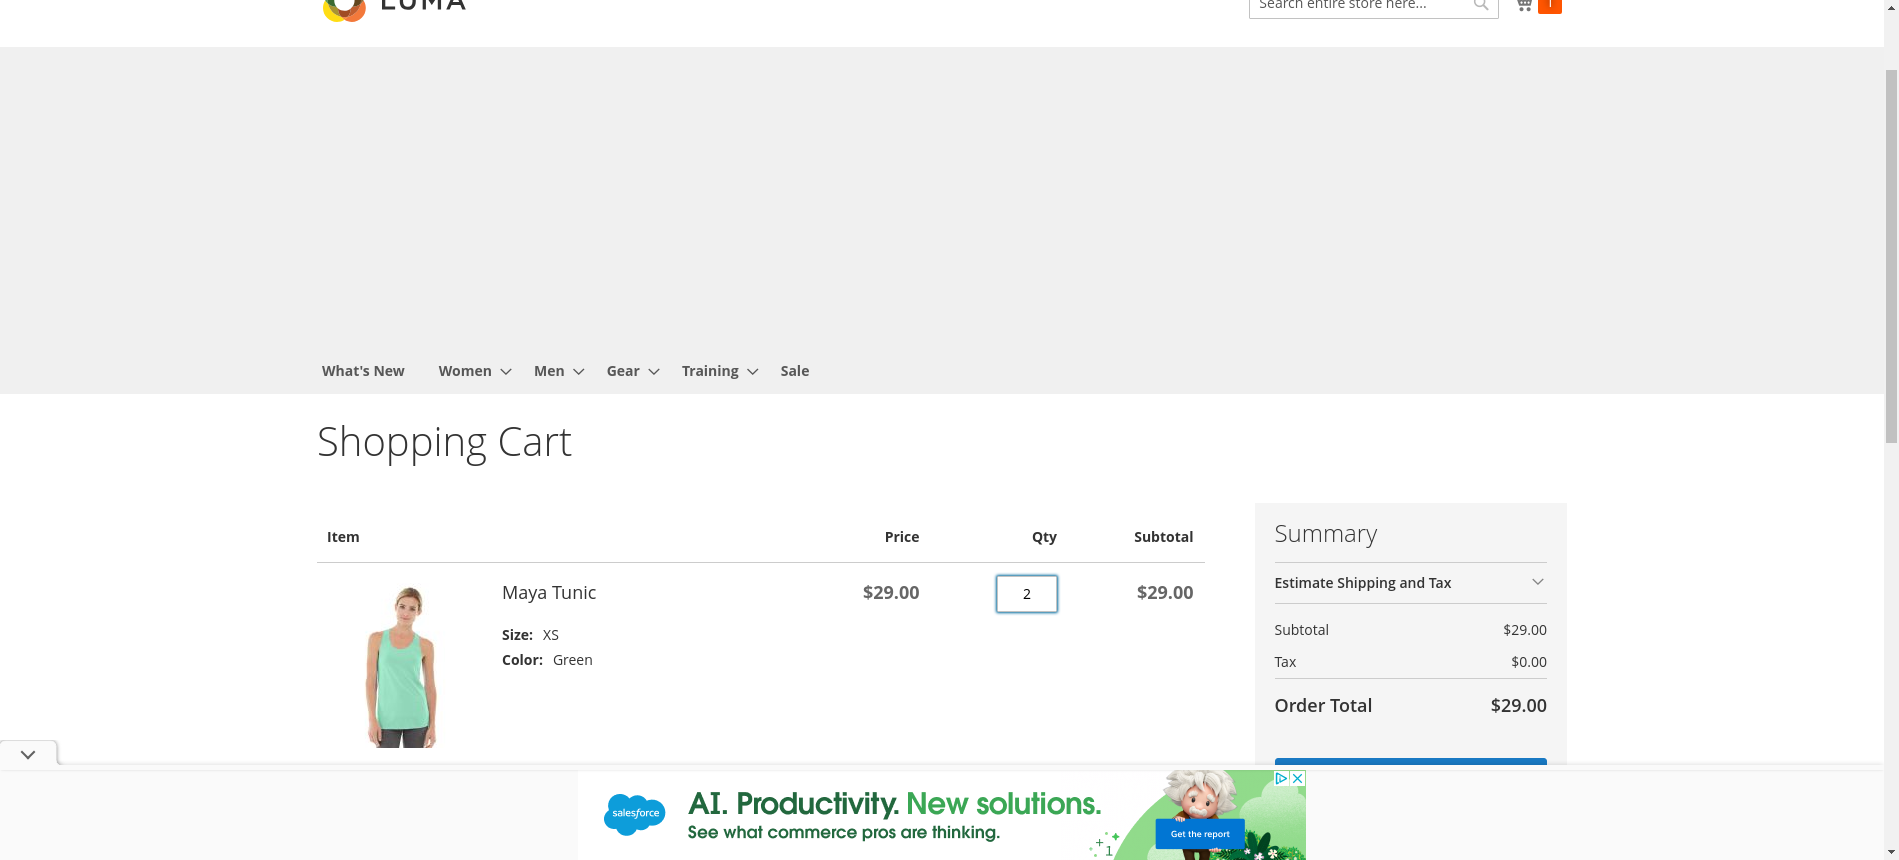 LUMA
Search entire store here...
1
What's New Women Men Gear Training Sale
Shopping Cart
Item Price Qty Subtotal
Maya Tunic $29.00 2 $29.00
Size: XS
Color: Green
Summary
Estimate Shipping and Tax
Subtotal $29.00
Tax $0.00
Order Total $29.00
salesforce
AI. Productivity. New solutions.
See what commerce pros are thinking.
Get the report
+1